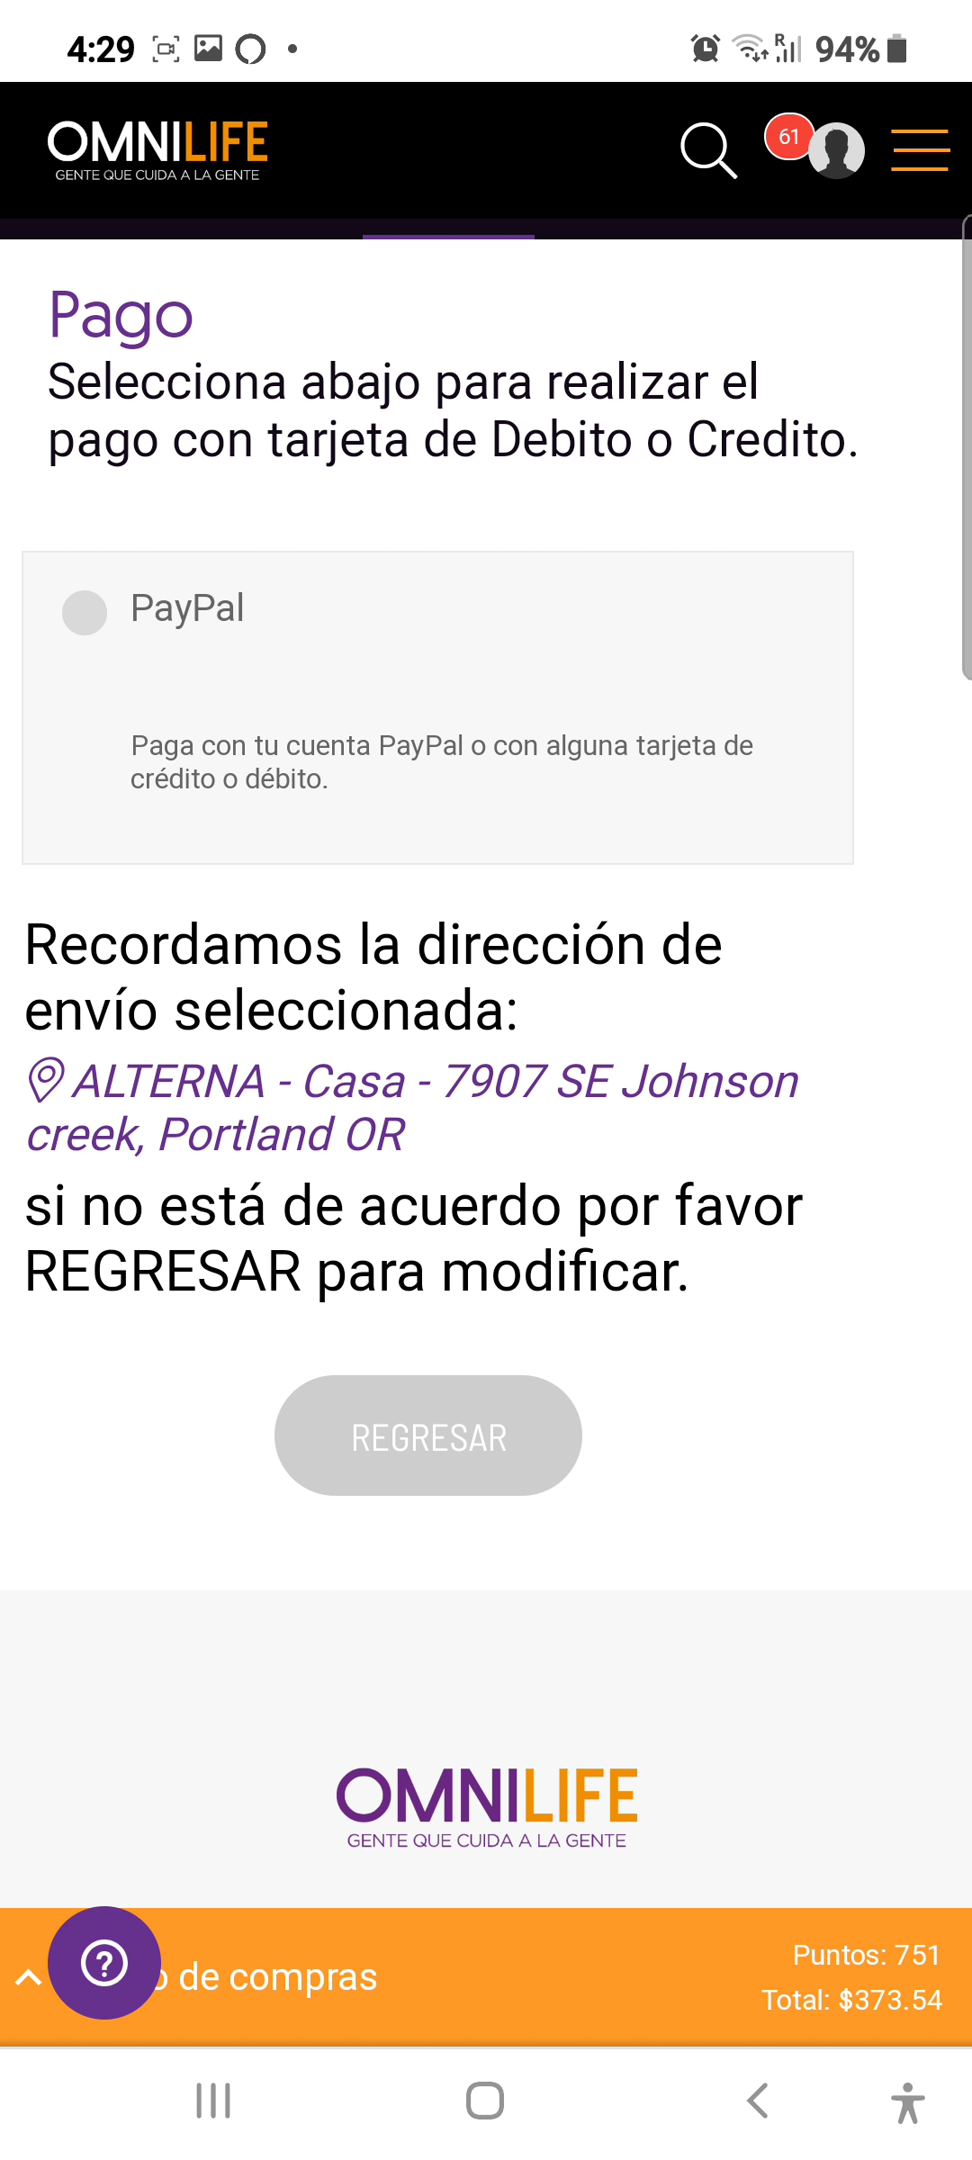 4:29
R
94%
OMNILIFE
GENTE QUE CUIDA A LA GENTE
61
Pago
Selecciona abajo para realizar el
pago con tarjeta de Debito o Credito.
PayPal
Paga con tu cuenta PayPal o con alguna tarjeta de
crédito o débito.
Recordamos la dirección de
envío seleccionada:
ALTERNA - Casa - 7907 SE Johnson
creek, Portland OR
si no está de acuerdo por favor
REGRESAR para modificar.
REGRESAR
OMNILIFE
GENTE QUE CUIDA A LA GENTE
?
de compras
Puntos: 751
Total: $373.54